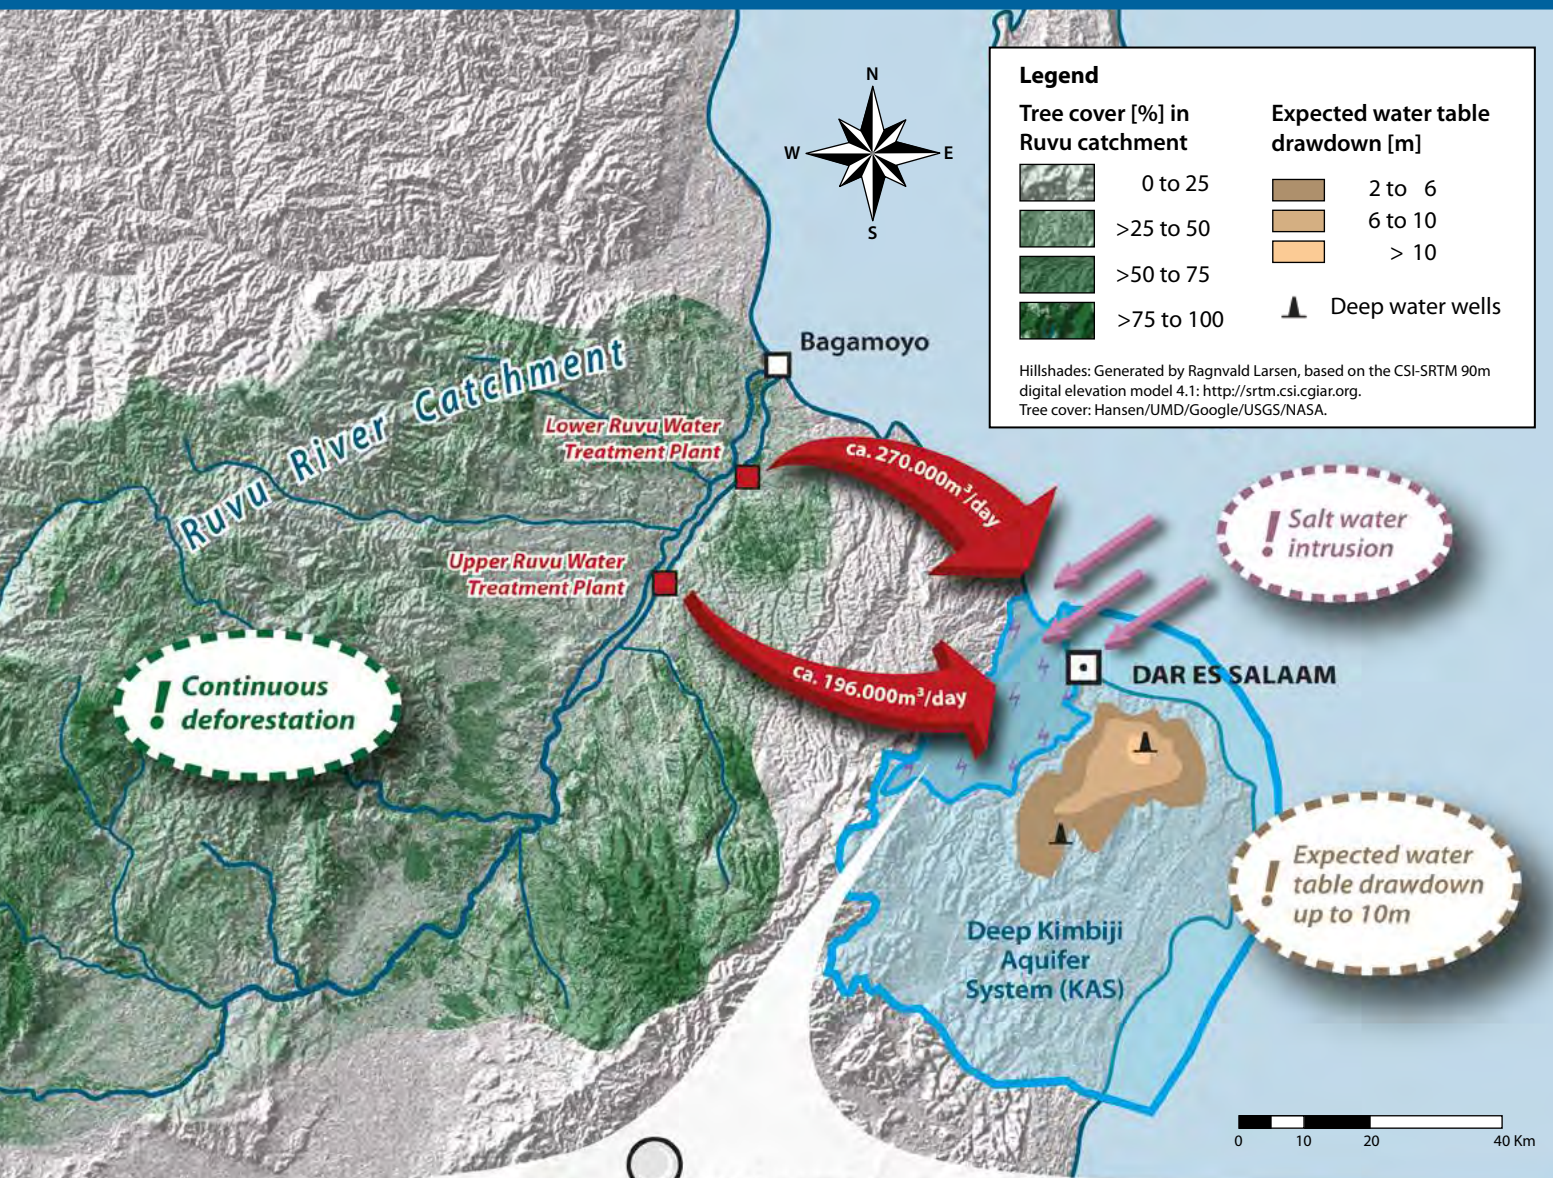 N
W
E
S
Legend
Tree cover [%] in
Ruvu catchment
0 to 25
>25 to 50
>50 to 75
>75 to 100
Expected water table
drawdown [m]
2 to 6
6 to 10
> 10
Deep water wells
Hillshades: Generated by Ragnvald Larsen, based on the CSI-SRTM 90m
digital elevation model 4.1: http://srtm.csi.cgiar.org.
Tree cover: Hansen/UMD/Google/USGS/NASA.
Bagamoyo
Ruvu River Catchment
Lower Ruvu Water
Treatment Plant
ca. 270.000m³/day
! Salt water
intrusion
Upper Ruvu Water
Treatment Plant
ca. 196.000m³/day
! Continuous
deforestation
DAR ES SALAAM
! Expected water
table drawdown
up to 10m
Deep Kimbiji
Aquifer
System (KAS)
0 10 20 40 Km